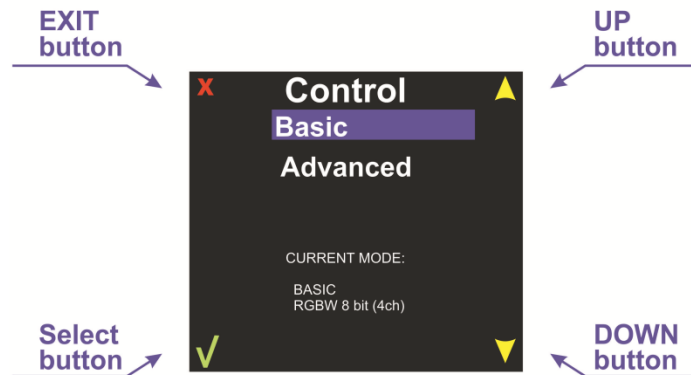 EXIT
button
UP
button
X
Control
Basic
Advanced
CURRENT MODE:
BASIC
RGBW 8 bit (4ch)
Select
button
√
DOWN
button